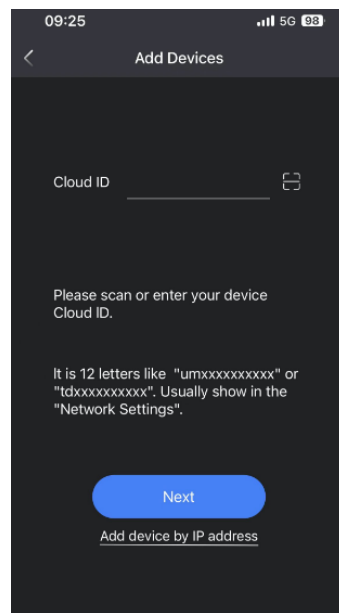 09:25
5G 98
Add Devices
Cloud ID
Please scan or enter your device
Cloud ID.
It is 12 letters like "umxxxxxxxxxx" or
"tdxxxxxxxxxx". Usually show in the
"Network Settings".
Next
Add device by IP address